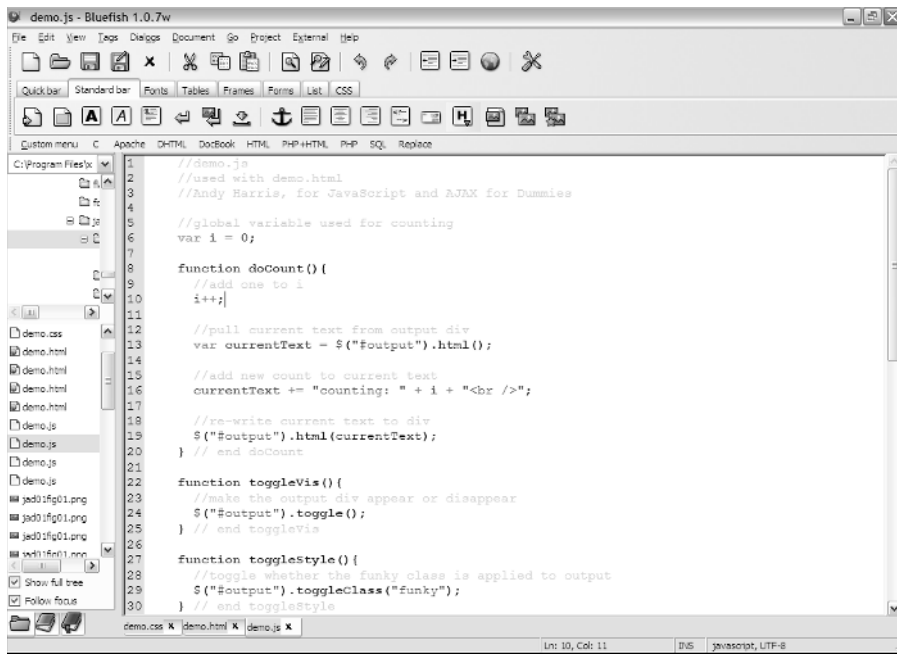 demo.js - Bluefish 1.0.7w
File Edit View Tags Dialogs Document Go Project External Help
Quick bar Standard bar Fonts Tables Frames Forms List CSS
Custom menu C Apache DHTML DocBook HTML PHP+HTML PHP SQL Replace
C:\Program Files\x
demo.css
demo.html
demo.html
demo.html
demo.html
demo.js
demo.js
demo.js
demo.js
jad01fig01.png
jad01fig01.png
jad01fig01.png
jad01fig01.png
Show full tree
Follow focus
1 //demo.js
2 //used with demo.html
3 //Andy Harris, for JavaScript and AJAX for Dummies
4
5 //global variable used for counting
6 var i = 0;
7
8 function doCount(){
9 //add one to i
10 i++;
11
12 //pull current text from output div
13 var currentText = $("#output").html();
14
15 //add new count to current text
16 currentText += "counting: " + i + "<br />";
17
18 //re-write current text to div
19 $("#output").html(currentText);
20 } // end doCount
21
22 function toggleVis(){
23 //make the output div appear or disappear
24 $("#output").toggle();
25 } // end toggleVis
26
27 function toggleStyle(){
28 //toggle whether the funky class is applied to output
29 $("#output").toggleClass("funky");
30 } // end toggleStyle
demo.css x demo.html x demo.js x
Ln: 10, Col: 11 INS javascript, UTF-8